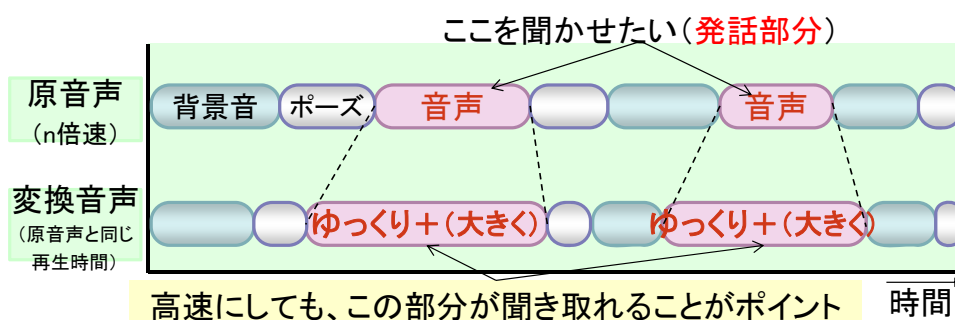 ここを聞かせたい(発話部分)
原音声
(n倍速)
背景音
ポーズ
音声
音声
変換音声
(原音声と同じ
再生時間)
ゆっくり+(大きく)
ゆっくり+(大きく)
高速にしても、この部分が聞き取れることがポイント
時間